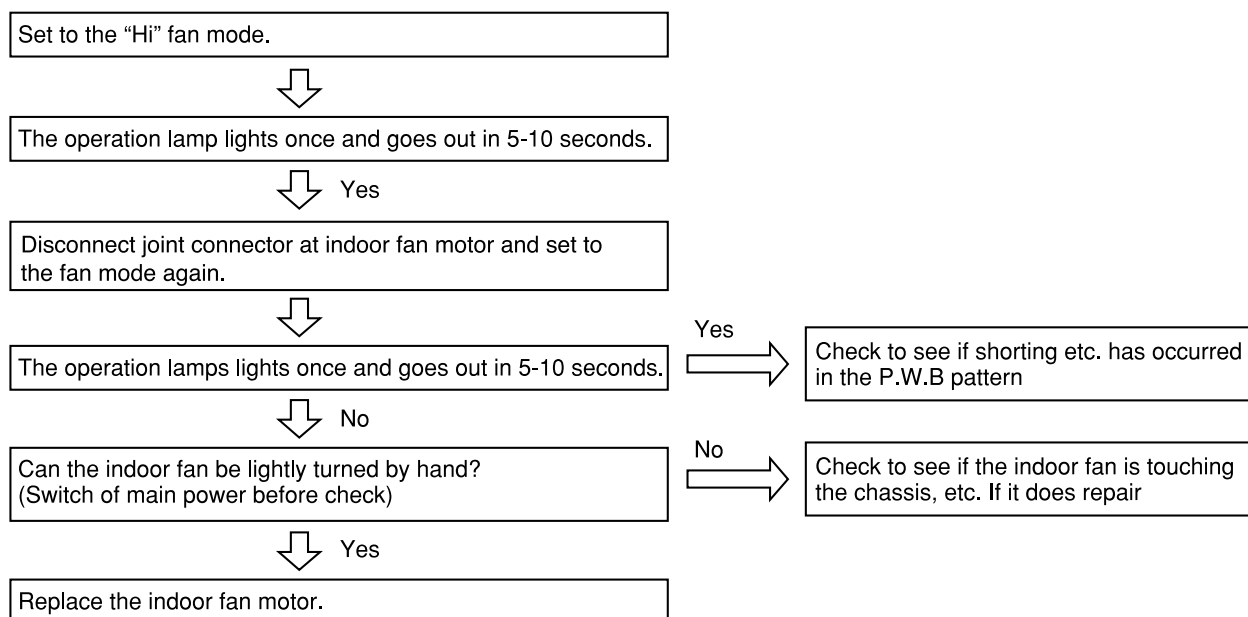 Set to the “Hi” fan mode.
The operation lamp lights once and goes out in 5-10 seconds.
Yes
Disconnect joint connector at indoor fan motor and set to
the fan mode again.
The operation lamps lights once and goes out in 5-10 seconds.
Yes
Check to see if shorting etc. has occurred
in the P.W.B pattern
No
Can the indoor fan be lightly turned by hand?
(Switch of main power before check)
No
Check to see if the indoor fan is touching
the chassis, etc. If it does repair
Yes
Replace the indoor fan motor.